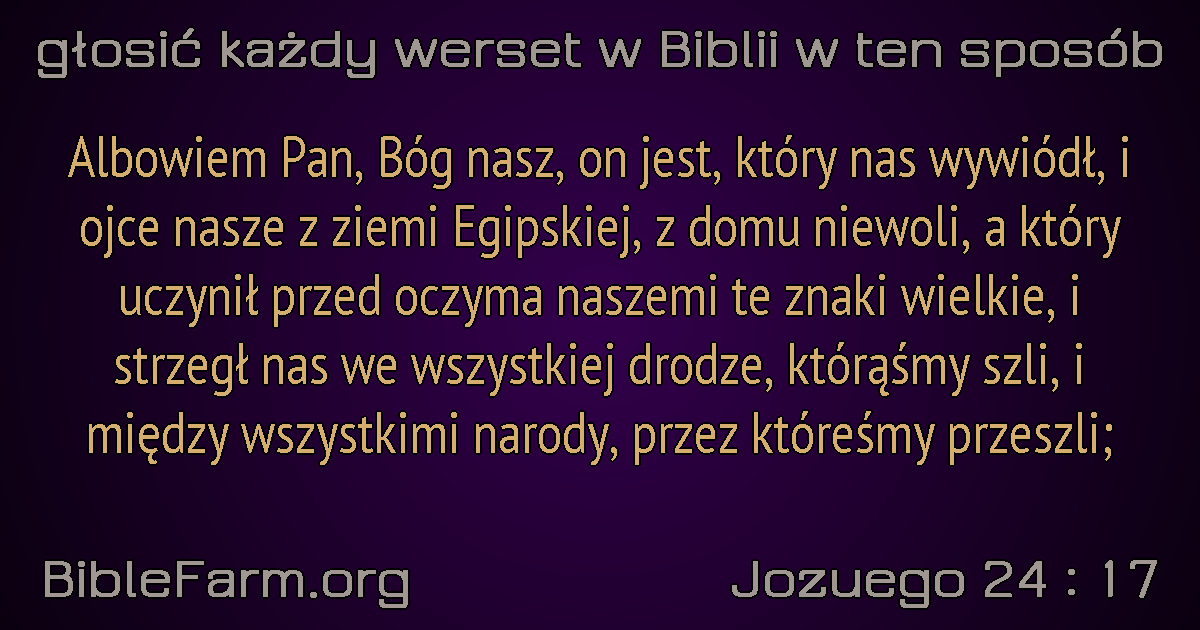 głosić każdy werset w Biblii w ten sposób
Albowiem Pan, Bóg nasz, on jest, który nas wywiódł, i
ojce nasze z ziemi Egipskiej, z domu niewoli, a który
uczynił przed oczyma naszemi te znaki wielkie, i
strzegł nas we wszystkiej drodze, którąśmy szli, i
między wszystkimi narody, przez któreśmy przeszli;
BibleFarm.org
Jozuego 24 : 17